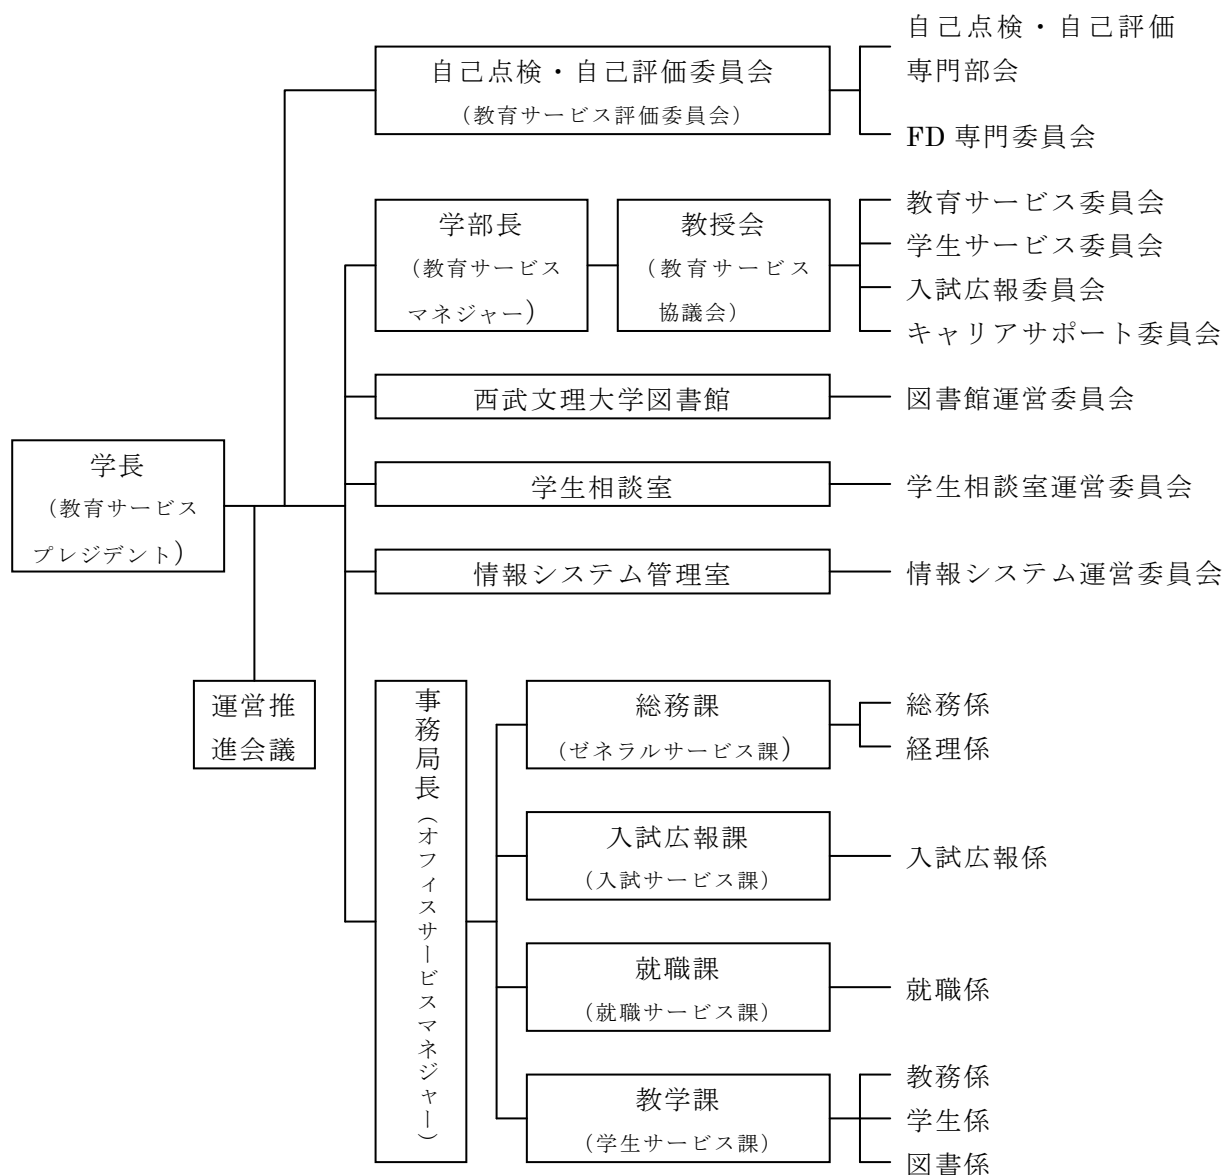 自己点検・自己評価
専門部会
自己点検・自己評価委員会
(教育サービス評価委員会)
FD 専門委員会
学部長
(教育サービス
マネジャー)
教授会
(教育サービス
協議会)
教育サービス委員会
学生サービス委員会
入試広報委員会
キャリアサポート委員会
西武文理大学図書館
図書館運営委員会
学長
(教育サービス
プレジデント)
学生相談室
学生相談室運営委員会
情報システム管理室
情報システム運営委員会
運営推
進会議
事務局長(オフィスサービスマネジャー)
総務課
(ゼネラルサービス課)
総務係
経理係
入試広報課
(入試サービス課)
入試広報係
就職課
(就職サービス課)
就職係
教学課
(学生サービス課)
教務係
学生係
図書係